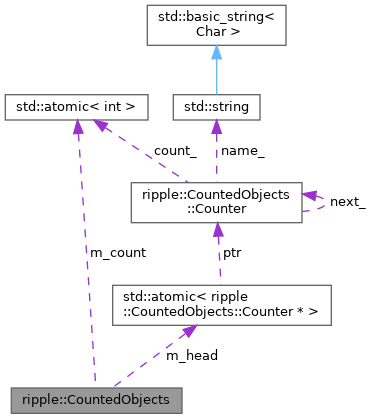 std::basic_string<
Char >
std::atomic< int >
std::string
count_
name_
ripple::CountedObjects
::Counter
next_
m_count
ptr
std::atomic< ripple
::CountedObjects::Counter * >
m_head
ripple::CountedObjects